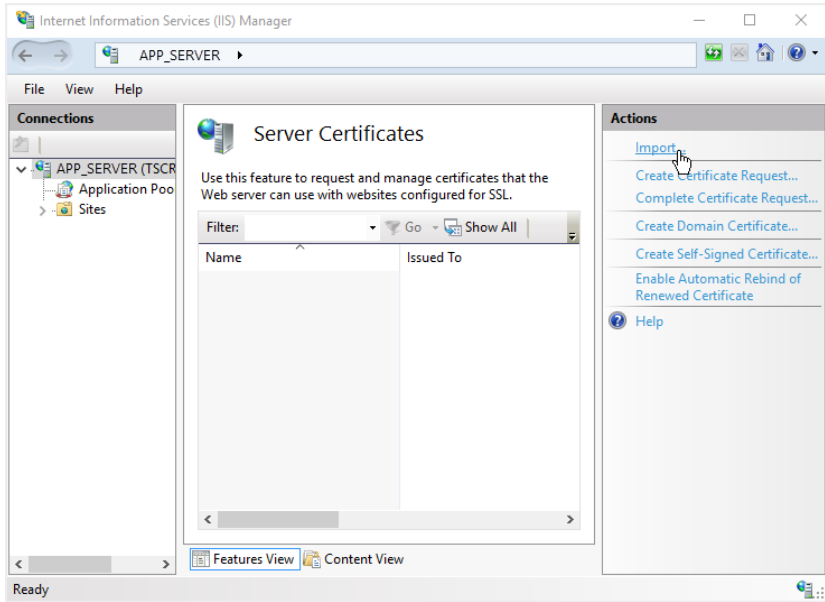 Internet Information Services (IIS) Manager
APP_SERVER
File View Help
Connections
APP_SERVER (TSCR
Application Poo
Sites
Server Certificates
Use this feature to request and manage certificates that the
Web server can use with websites configured for SSL.
Filter: Go Show All
Name Issued To
Features View Content View
Actions
Import...
Create Certificate Request...
Complete Certificate Request...
Create Domain Certificate...
Create Self-Signed Certificate...
Enable Automatic Rebind of
Renewed Certificate
Help
Ready